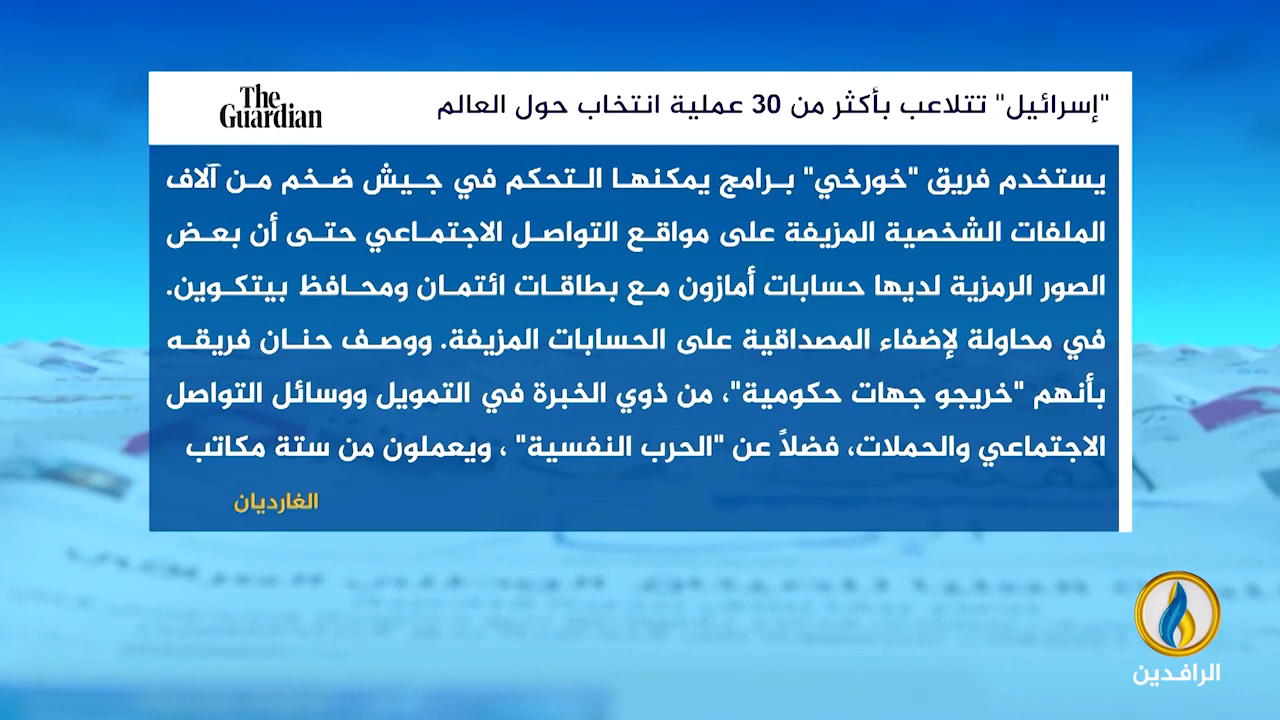 The Guardian
"إسرائيل" تتلاعب بأكثر من 30 عملية انتخاب حول العالم
يستخدم فريق "خورخي" برامج يمكنها التحكم في جيش ضخم من آلاف
الملفات الشخصية المزيفة على مواقع التواصل الاجتماعي حتى أن بعض
الصور الرمزية لديها حسابات أمازون مع بطاقات ائتمان ومحافظ بيتكوين.
في محاولة لإضفاء المصداقية على الحسابات المزيفة. ووصف حنان فريقه
بأنهم "خريجو جهات حكومية"، من ذوي الخبرة في التمويل ووسائل التواصل
الاجتماعي والحملات، فضلاً عن "الحرب النفسية" ، ويعملون من ستة مكاتب
الغارديان
الرافدين